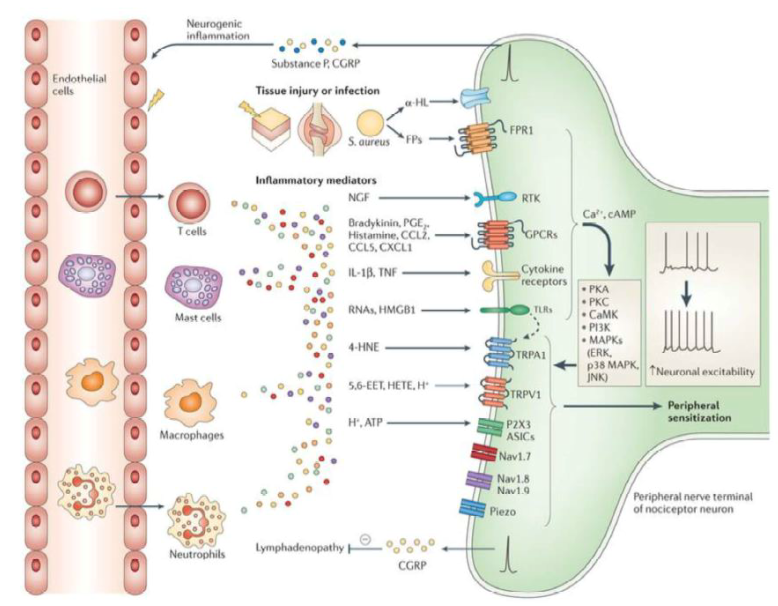 Neurogenic
inflammation
Substance P, CGRP
Endothelial
cells
Tissue injury or infection
α-HL
S. aureus
FPs
FPR1
Inflammatory mediators
NGF
RTK
T cells
Bradykinin, PGE₂,
Histamine, CCL2,
CCL5, CXCL1
GPCRs
Ca²⁺, cAMP
IL-1β, TNF
Cytokine
receptors
Mast cells
RNAs, HMGB1
TLRs
• PKA
• PKC
• CaMK
• PI3K
• MAPKs
(ERK,
p38 MAPK,
JNK)
↑Neuronal excitability
4-HNE
TRPA1
5,6-EET, HETE, H⁺
TRPV1
Peripheral
sensitization
Macrophages
H⁺, ATP
P2X3
ASICs
Nav1.7
Nav1.8
Nav1.9
Piezo
Peripheral nerve terminal
of nociceptor neuron
Neutrophils
Lymphadenopathy
CGRP